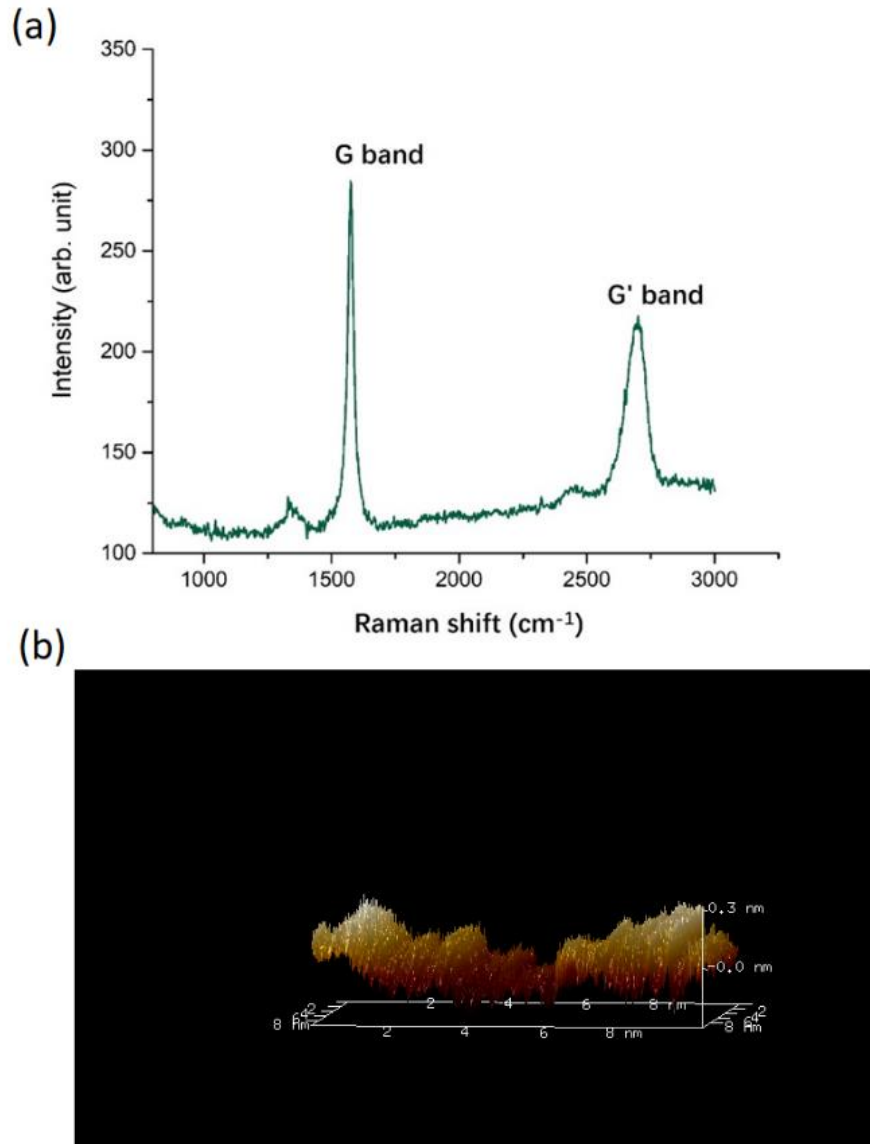 (a)
350
300
250
200
150
100
Intensity (arb. unit)
G band
G' band
1000 1500 2000 2500 3000
Raman shift (cm⁻¹)
(b)
0.3 nm
-0.0 nm
2 4 6 8 nm
2 4 6 8 nm